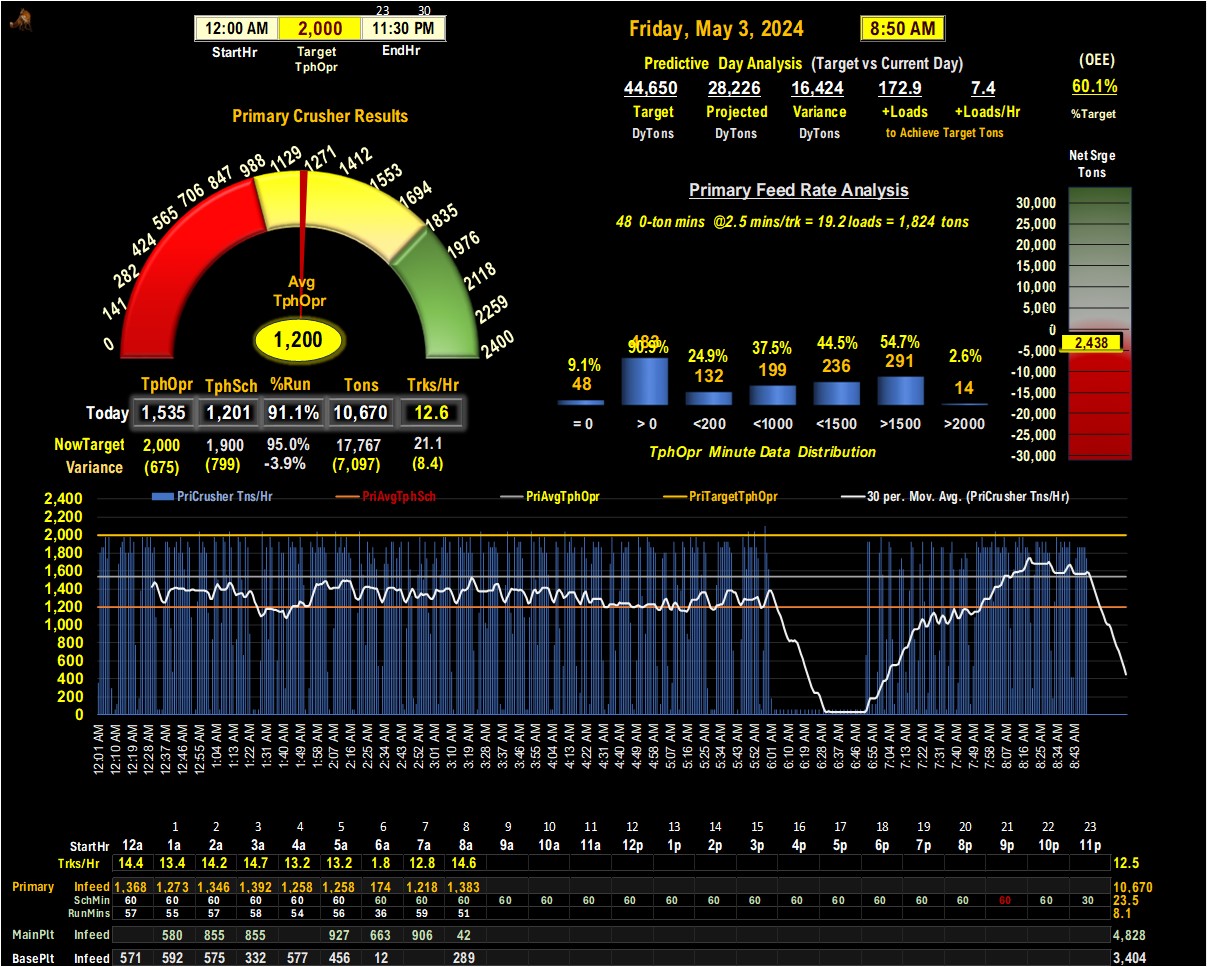 23 30
12:00 AM 2,000 11:30 PM
StartHr Target EndHr
TphOpr
Friday, May 3, 2024 8:50 AM
Predictive Day Analysis (Target vs Current Day)
44,650 28,226 16,424 172.9 7.4
Target Projected Variance +Loads +Loads/Hr
DyTons DyTons DyTons to Achieve Target Tons
(OEE)
60.1%
%Target
Primary Crusher Results
0 141 282 424 565 706 847 988 1129 1271 1412 1553 1694 1835 1976 2118 2259 2400
Avg
TphOpr
1,200
TphOpr TphSch %Run Tons Trks/Hr
Today 1,535 1,201 91.1% 10,670 12.6
NowTarget 2,000 1,900 95.0% 17,767 21.1
Variance (675) (799) -3.9% (7,097) (8.4)
Primary Feed Rate Analysis
48 0-ton mins @2.5 mins/trk = 19.2 loads = 1,824 tons
9.1% 90.9% 24.9% 37.5% 44.5% 54.7% 2.6%
48 483 132 199 236 291 14
= 0 > 0 <200 <1000 <1500 >1500 >2000
TphOpr Minute Data Distribution
Net Srge
Tons
30,000
25,000
20,000
15,000
10,000
5,000
0
2,438
-5,000
-10,000
-15,000
-20,000
-25,000
-30,000
PriCrusher Tns/Hr PriAvgTphSch PriAvgTphOpr PriTargetTphOpr 30 per. Mov. Avg. (PriCrusher Tns/Hr)
2,400
2,200
2,000
1,800
1,600
1,400
1,200
1,000
800
600
400
200
0
12:01 AM 12:10 AM 12:19 AM 12:28 AM 12:37 AM 12:46 AM 12:55 AM 1:04 AM 1:13 AM 1:22 AM 1:31 AM 1:40 AM 1:49 AM 1:58 AM 2:07 AM 2:16 AM 2:25 AM 2:34 AM 2:43 AM 2:52 AM 3:01 AM 3:10 AM 3:19 AM 3:28 AM 3:37 AM 3:46 AM 3:55 AM 4:04 AM 4:13 AM 4:22 AM 4:31 AM 4:40 AM 4:49 AM 4:58 AM 5:07 AM 5:16 AM 5:25 AM 5:34 AM 5:43 AM 5:52 AM 6:01 AM 6:10 AM 6:19 AM 6:28 AM 6:37 AM 6:46 AM 6:55 AM 7:04 AM 7:13 AM 7:22 AM 7:31 AM 7:40 AM 7:49 AM 7:58 AM 8:07 AM 8:16 AM 8:25 AM 8:34 AM 8:43 AM
1 2 3 4 5 6 7 8 9 10 11 12 13 14 15 16 17 18 19 20 21 22 23
StartHr 12a 1a 2a 3a 4a 5a 6a 7a 8a 9a 10a 11a 12p 1p 2p 3p 4p 5p 6p 7p 8p 9p 10p 11p
Trks/Hr 14.4 13.4 14.2 14.7 13.2 13.2 1.8 12.8 14.6 12.5
Primary Infeed 1,368 1,273 1,346 1,392 1,258 1,258 174 1,218 1,383 10,670
SchMin 60 60 60 60 60 60 60 60 60 60 60 60 60 60 60 60 60 60 60 60 60 60 60 30 23.5
RunMins 57 55 57 58 54 56 36 59 51 8.1
MainPlt Infeed 580 855 855 927 663 906 42 4,828
BasePlt Infeed 571 592 575 332 577 456 12 289 3,404